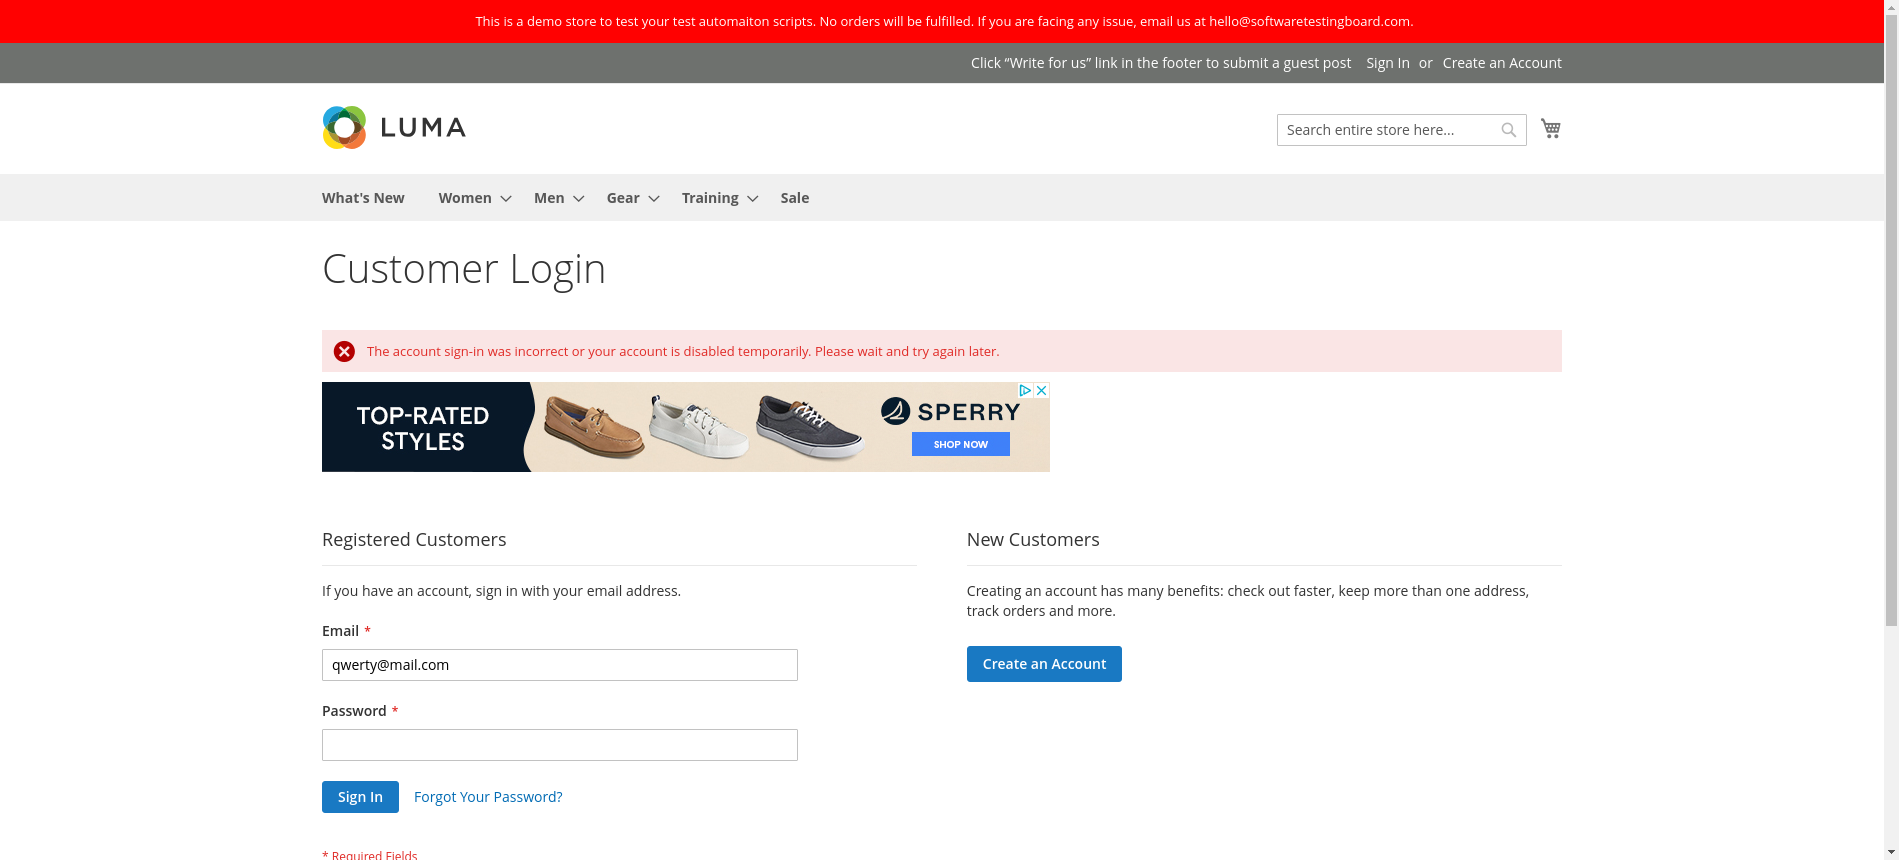 This is a demo store to test your test automaiton scripts. No orders will be fulfilled. If you are facing any issue, email us at hello@softwaretestingboard.com.
Click “Write for us” link in the footer to submit a guest post Sign In or Create an Account
LUMA
Search entire store here...
What's New Women Men Gear Training Sale
Customer Login
The account sign-in was incorrect or your account is disabled temporarily. Please wait and try again later.
TOP-RATED
STYLES
SPERRY
SHOP NOW
Registered Customers
If you have an account, sign in with your email address.
Email *
qwerty@mail.com
Password *
Sign In Forgot Your Password?
* Required Fields
New Customers
Creating an account has many benefits: check out faster, keep more than one address,
track orders and more.
Create an Account